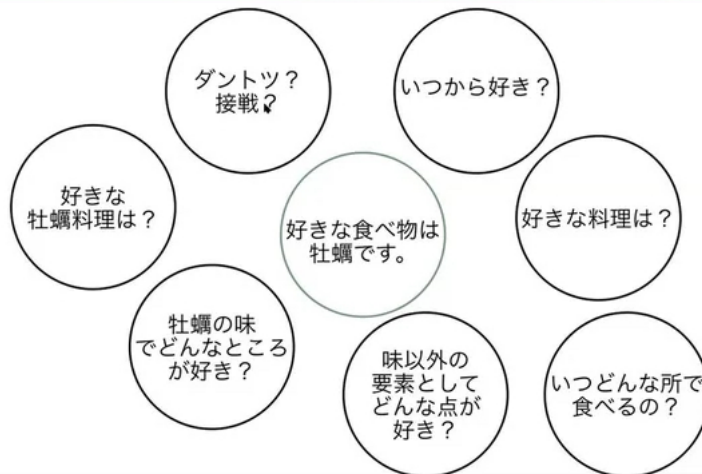 ダントツ？
接戦？
いつから好き？
好きな
牡蠣料理は？
好きな食べ物は
牡蠣です。
好きな料理は？
牡蠣の味
でどんなところ
が好き？
味以外の
要素として
どんな点が
好き？
いつどんな所で
食べるの？